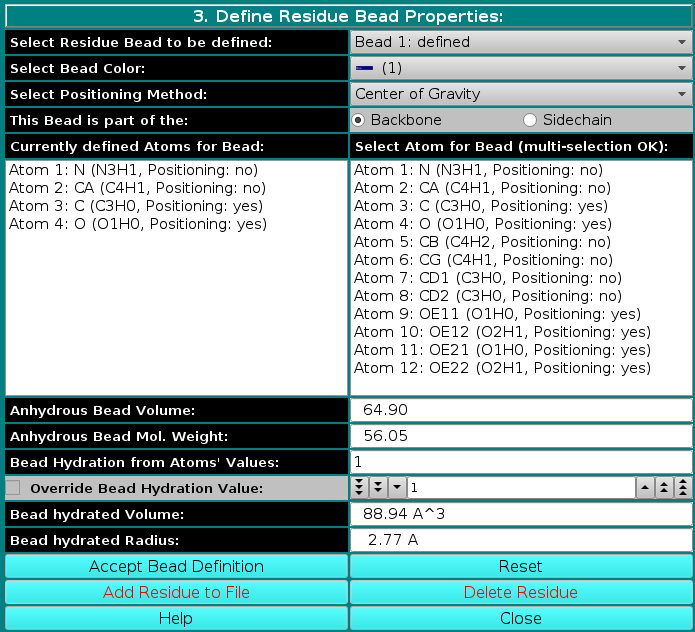 3. Define Residue Bead Properties:
Select Residue Bead to be defined: Bead 1: defined
Select Bead Color: (1)
Select Positioning Method: Center of Gravity
This Bead is part of the: Backbone Sidechain
Currently defined Atoms for Bead: Select Atom for Bead (multi-selection OK):
Atom 1: N (N3H1, Positioning: no)
Atom 2: CA (C4H1, Positioning: no)
Atom 3: C (C3H0, Positioning: yes)
Atom 4: O (O1H0, Positioning: yes)
Atom 1: N (N3H1, Positioning: no)
Atom 2: CA (C4H1, Positioning: no)
Atom 3: C (C3H0, Positioning: yes)
Atom 4: O (O1H0, Positioning: yes)
Atom 5: CB (C4H2, Positioning: no)
Atom 6: CG (C4H1, Positioning: no)
Atom 7: CD1 (C3H0, Positioning: no)
Atom 8: CD2 (C3H0, Positioning: no)
Atom 9: OE11 (O1H0, Positioning: yes)
Atom 10: OE12 (O2H1, Positioning: yes)
Atom 11: OE21 (O1H0, Positioning: yes)
Atom 12: OE22 (O2H1, Positioning: yes)
Anhydrous Bead Volume: 64.90
Anhydrous Bead Mol. Weight: 56.05
Bead Hydration from Atoms' Values: 1
Override Bead Hydration Value: 1
Bead hydrated Volume: 88.94 A^3
Bead hydrated Radius: 2.77 A
Accept Bead Definition Reset
Add Residue to File Delete Residue
Help Close